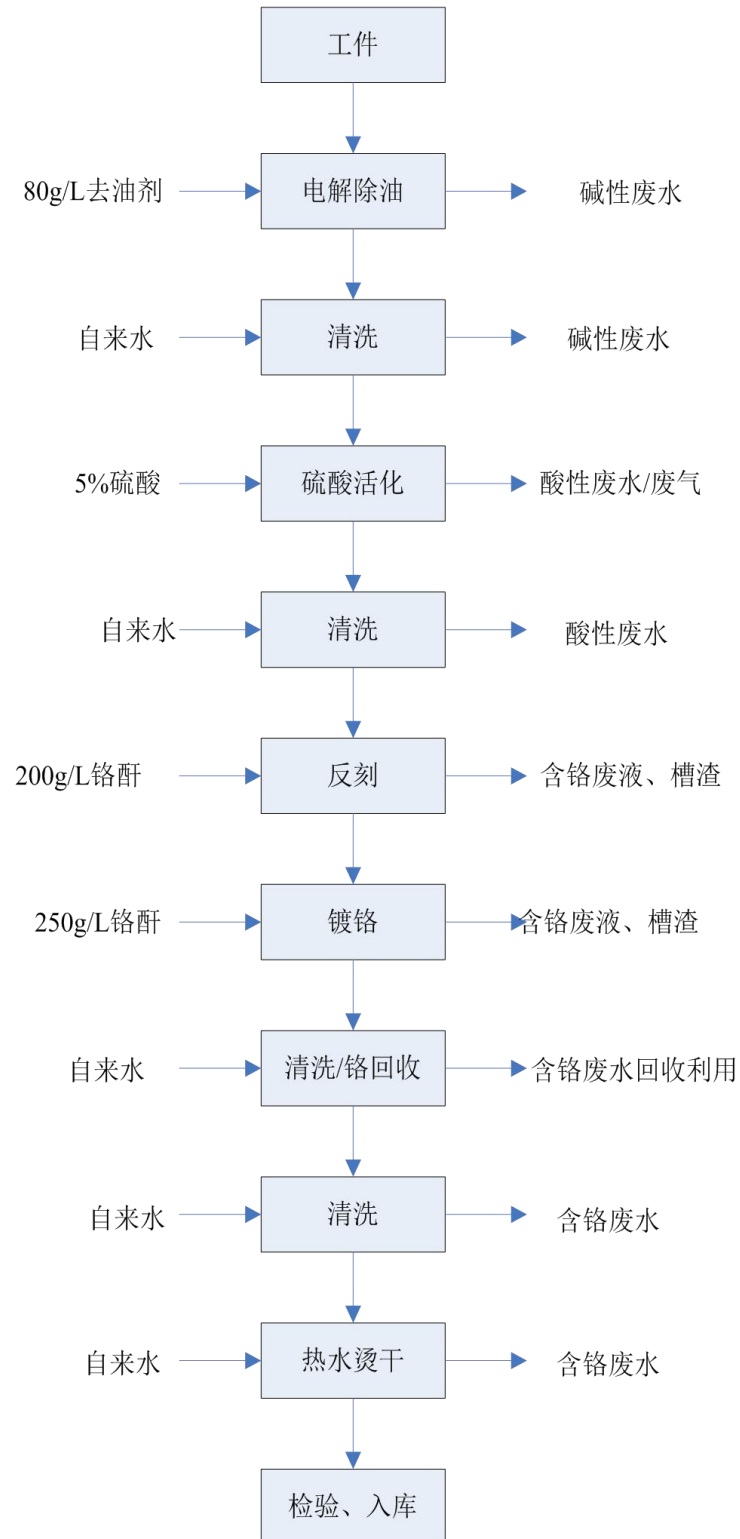 工件
80g/L去油剂 电解除油 碱性废水
自来水 清洗 碱性废水
5%硫酸 硫酸活化 酸性废水/废气
自来水 清洗 酸性废水
200g/L铬酐 反刻 含铬废液、槽渣
250g/L铬酐 镀铬 含铬废液、槽渣
自来水 清洗/铬回收 含铬废水回收利用
自来水 清洗 含铬废水
自来水 热水烫干 含铬废水
检验、入库